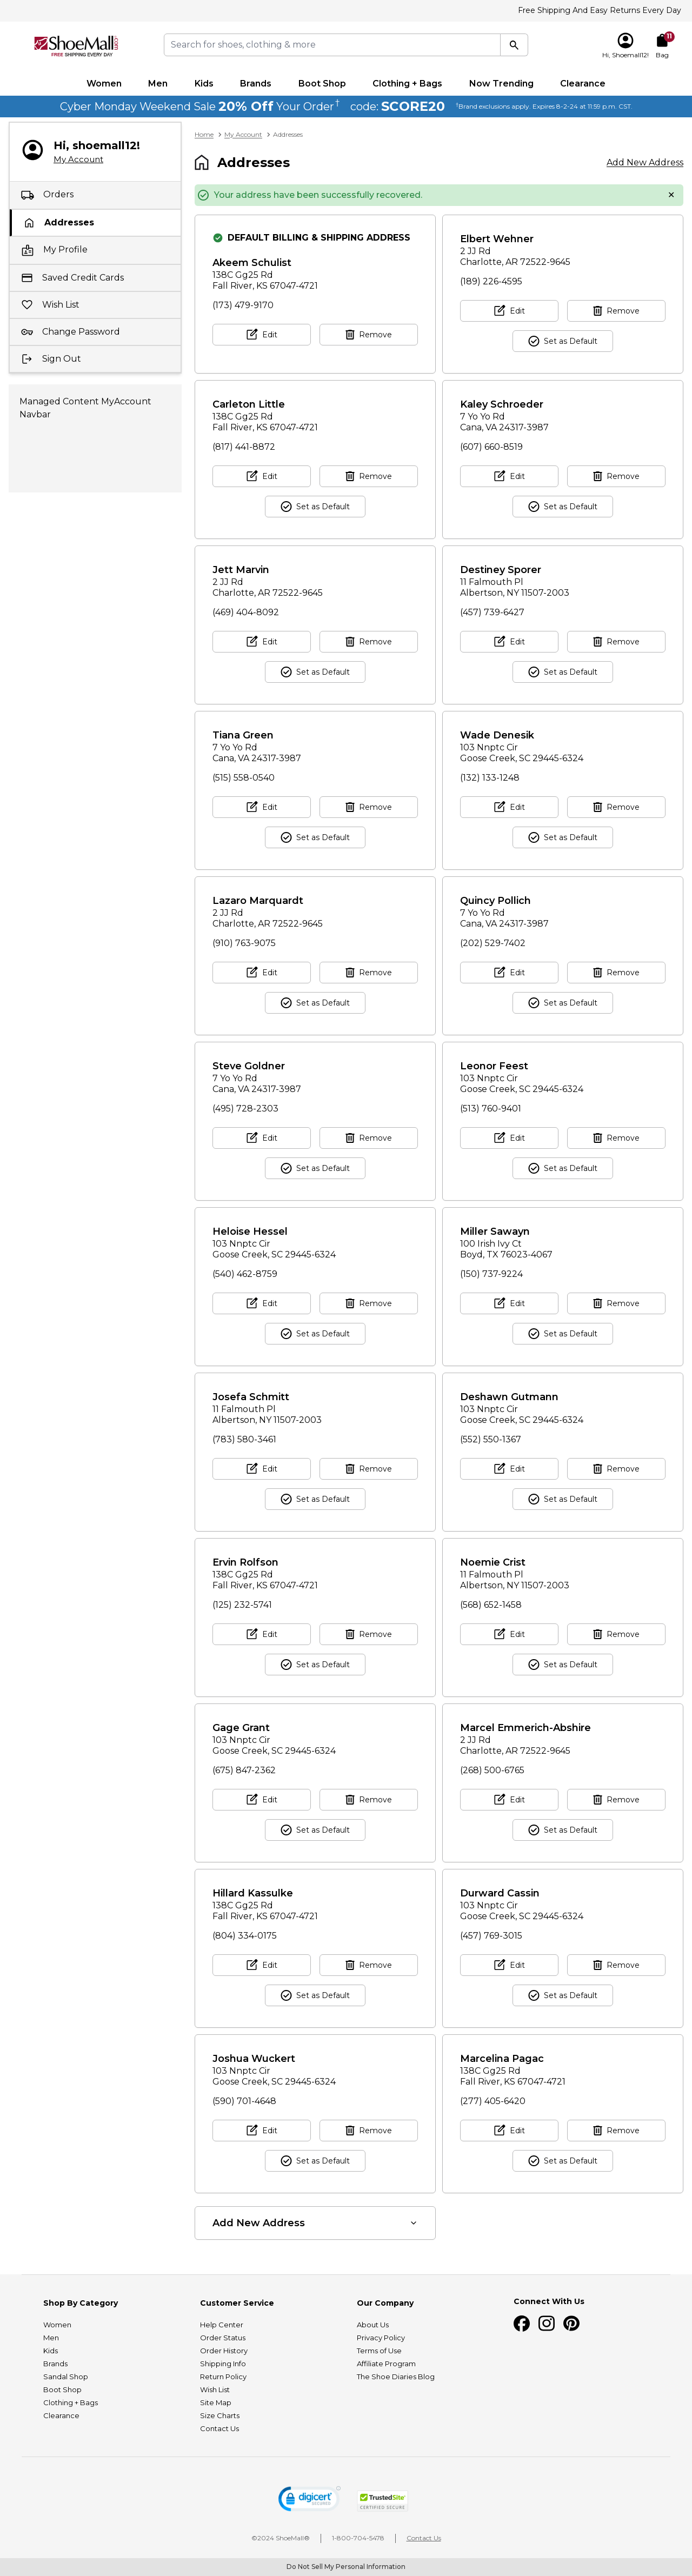 Free Shipping And Easy Returns Every Day
ShoeMall.com
FREE SHIPPING EVERY DAY
Search for shoes, clothing & more
Hi, Shoemall12!
11
Bag
Women Men Kids Brands Boot Shop Clothing + Bags Now Trending Clearance
Cyber Monday Weekend Sale 20% Off Your Order† code: SCORE20 †Brand exclusions apply. Expires 8-2-24 at 11:59 p.m. CST.
Hi, shoemall12!
My Account
Orders
Addresses
My Profile
Saved Credit Cards
Wish List
Change Password
Sign Out
Managed Content MyAccount
Navbar
Home > My Account > Addresses
Addresses
Add New Address
Your address have been successfully recovered. ×
DEFAULT BILLING & SHIPPING ADDRESS
Akeem Schulist
138C Gg25 Rd
Fall River, KS 67047-4721
(173) 479-9170
Edit Remove
Elbert Wehner
2 JJ Rd
Charlotte, AR 72522-9645
(189) 226-4595
Edit Remove
Set as Default
Carleton Little
138C Gg25 Rd
Fall River, KS 67047-4721
(817) 441-8872
Edit Remove
Set as Default
Kaley Schroeder
7 Yo Yo Rd
Cana, VA 24317-3987
(607) 660-8519
Edit Remove
Set as Default
Jett Marvin
2 JJ Rd
Charlotte, AR 72522-9645
(469) 404-8092
Edit Remove
Set as Default
Destiney Sporer
11 Falmouth Pl
Albertson, NY 11507-2003
(457) 739-6427
Edit Remove
Set as Default
Tiana Green
7 Yo Yo Rd
Cana, VA 24317-3987
(515) 558-0540
Edit Remove
Set as Default
Wade Denesik
103 Nnptc Cir
Goose Creek, SC 29445-6324
(132) 133-1248
Edit Remove
Set as Default
Lazaro Marquardt
2 JJ Rd
Charlotte, AR 72522-9645
(910) 763-9075
Edit Remove
Set as Default
Quincy Pollich
7 Yo Yo Rd
Cana, VA 24317-3987
(202) 529-7402
Edit Remove
Set as Default
Steve Goldner
7 Yo Yo Rd
Cana, VA 24317-3987
(495) 728-2303
Edit Remove
Set as Default
Leonor Feest
103 Nnptc Cir
Goose Creek, SC 29445-6324
(513) 760-9401
Edit Remove
Set as Default
Heloise Hessel
103 Nnptc Cir
Goose Creek, SC 29445-6324
(540) 462-8759
Edit Remove
Set as Default
Miller Sawayn
100 Irish Ivy Ct
Boyd, TX 76023-4067
(150) 737-9224
Edit Remove
Set as Default
Josefa Schmitt
11 Falmouth Pl
Albertson, NY 11507-2003
(783) 580-3461
Edit Remove
Set as Default
Deshawn Gutmann
103 Nnptc Cir
Goose Creek, SC 29445-6324
(552) 550-1367
Edit Remove
Set as Default
Ervin Rolfson
138C Gg25 Rd
Fall River, KS 67047-4721
(125) 232-5741
Edit Remove
Set as Default
Noemie Crist
11 Falmouth Pl
Albertson, NY 11507-2003
(568) 652-1458
Edit Remove
Set as Default
Gage Grant
103 Nnptc Cir
Goose Creek, SC 29445-6324
(675) 847-2362
Edit Remove
Set as Default
Marcel Emmerich-Abshire
2 JJ Rd
Charlotte, AR 72522-9645
(268) 500-6765
Edit Remove
Set as Default
Hillard Kassulke
138C Gg25 Rd
Fall River, KS 67047-4721
(804) 334-0175
Edit Remove
Set as Default
Durward Cassin
103 Nnptc Cir
Goose Creek, SC 29445-6324
(457) 769-3015
Edit Remove
Set as Default
Joshua Wuckert
103 Nnptc Cir
Goose Creek, SC 29445-6324
(590) 701-4648
Edit Remove
Set as Default
Marcelina Pagac
138C Gg25 Rd
Fall River, KS 67047-4721
(277) 405-6420
Edit Remove
Set as Default
Add New Address
Shop By Category
Women
Men
Kids
Brands
Sandal Shop
Boot Shop
Clothing + Bags
Clearance
Customer Service
Help Center
Order Status
Order History
Shipping Info
Return Policy
Wish List
Site Map
Size Charts
Contact Us
Our Company
About Us
Privacy Policy
Terms of Use
Affiliate Program
The Shoe Diaries Blog
Connect With Us
digicert
SECURED
TrustedSite
CERTIFIED SECURE
©2024 ShoeMall® | 1-800-704-5478 | Contact Us
Do Not Sell My Personal Information